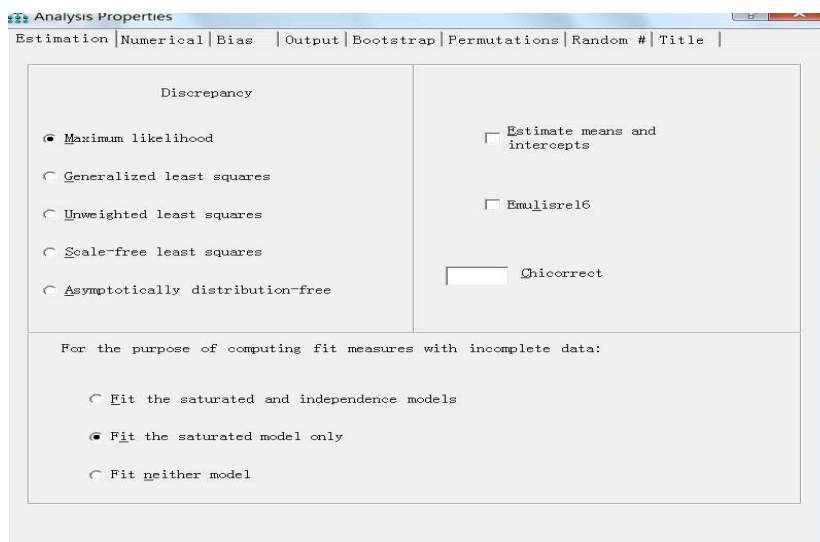 Analysis Properties
Estimation Numerical Bias Output Bootstrap Permutations Random # Title
Discrepancy
Maximum likelihood
Generalized least squares
Unweighted least squares
Scale-free least squares
Asymptotically distribution-free
Estimate means and
intercepts
Emulisrel6
Chicorrect
For the purpose of computing fit measures with incomplete data:
Fit the saturated and independence models
Fit the saturated model only
Fit neither model